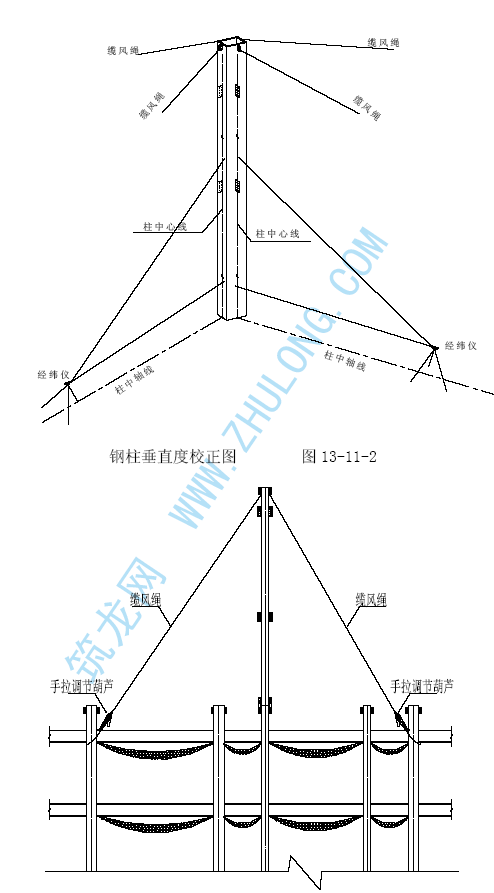 缆风绳
缆风绳
缆风绳
缆风绳
柱中心线
柱中心线
经纬仪
经纬仪
柱中轴线
柱中轴线
钢柱垂直度校正图 图 13-11-2
筑龙网 WWW.ZHULONG.COM
缆风绳
缆风绳
手拉调节葫芦
手拉调节葫芦